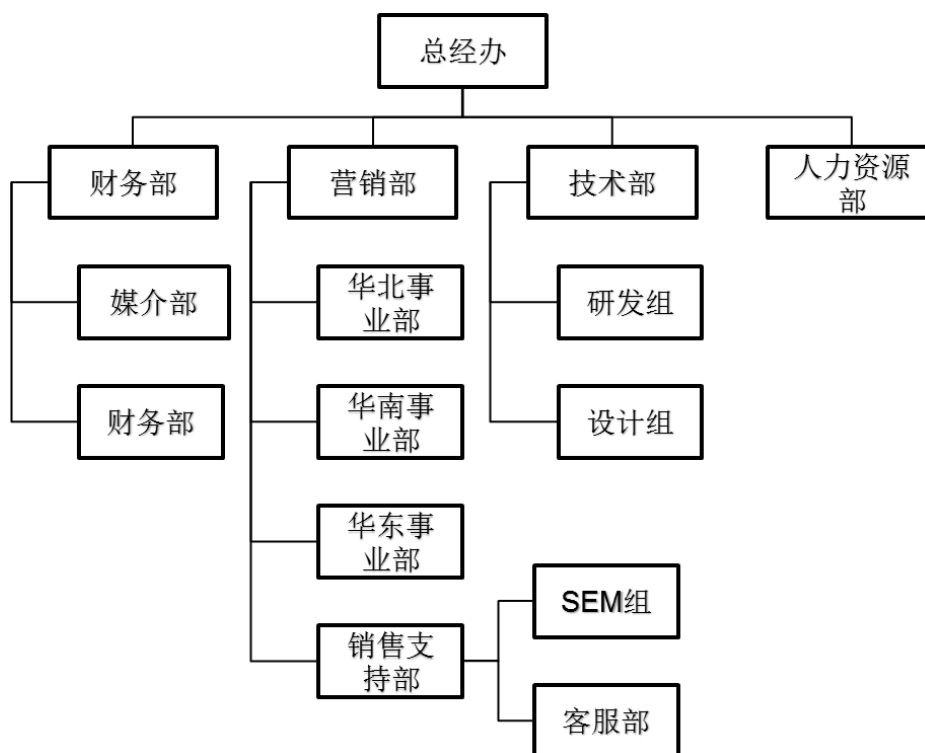 总经办
财务部
营销部
技术部
人力资源
部
媒介部
华北事
业部
研发组
财务部
华南事
业部
设计组
华东事
业部
SEM组
销售支
持部
客服部